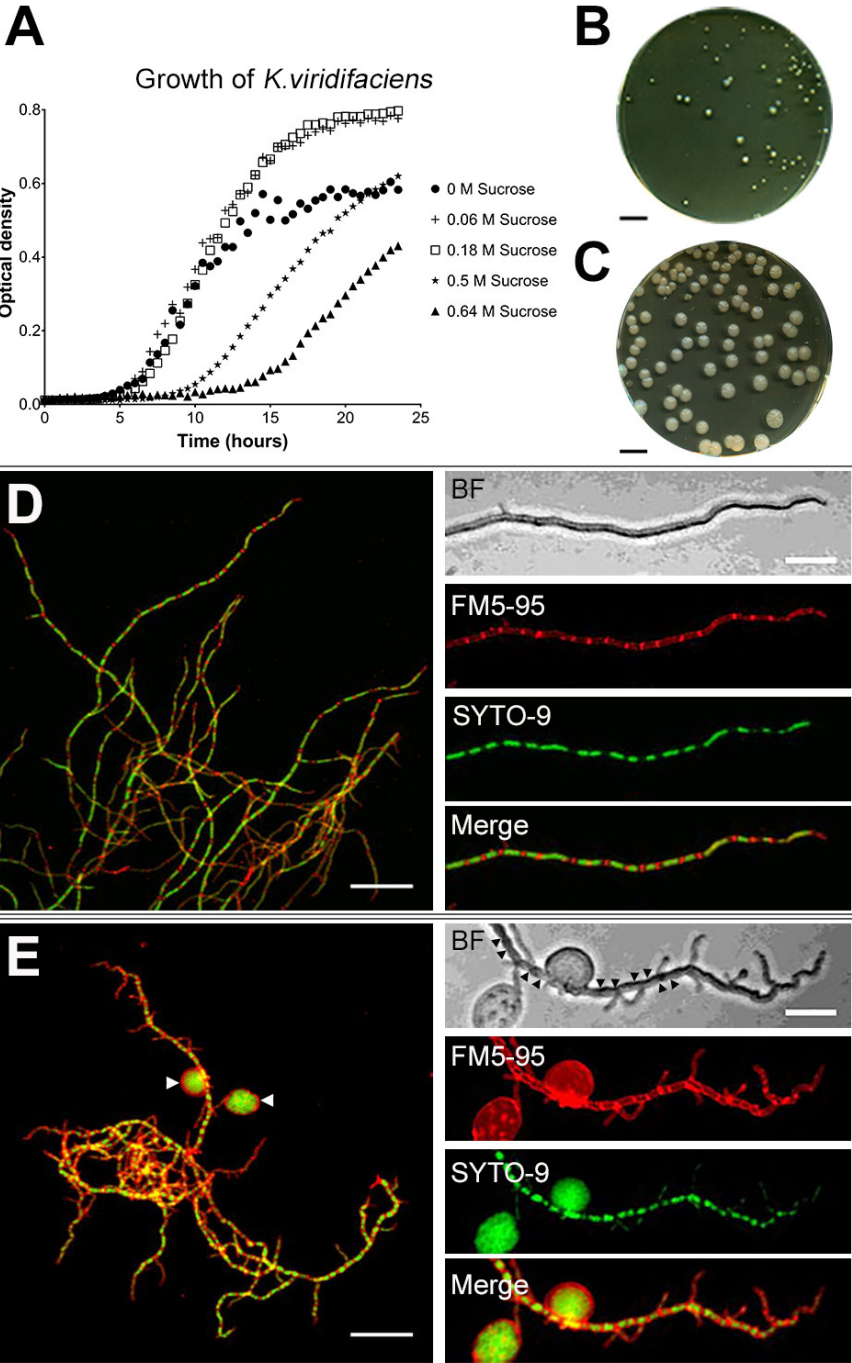 A
Growth of K.viridifaciens
0.8
0.6
0.4
0.2
0.0
Optical density
0
5
10
15
20
25
Time (hours)
0 M Sucrose
0.06 M Sucrose
0.18 M Sucrose
0.5 M Sucrose
0.64 M Sucrose
B
C
D
BF
FM5-95
SYTO-9
Merge
E
BF
FM5-95
SYTO-9
Merge